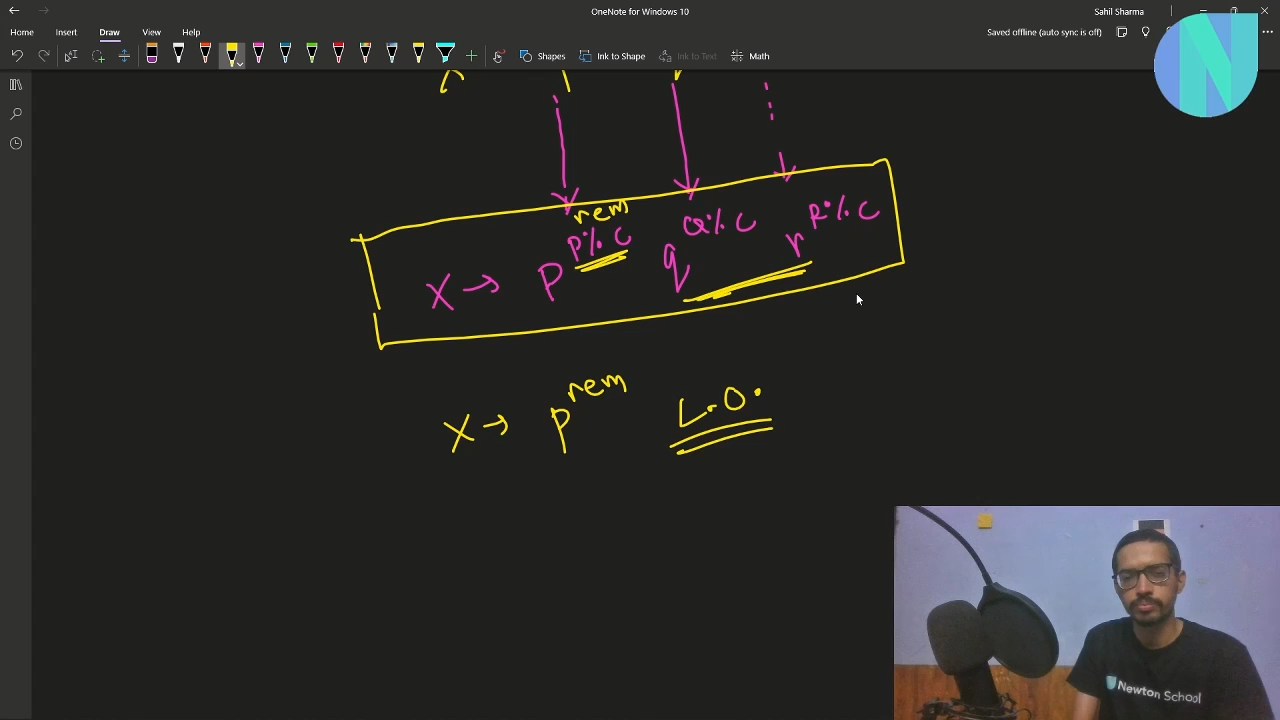 OneNote for Windows 10
Sahil Sharma
Home Insert Draw View Help
Saved offline (auto sync is off)
Shapes Ink to Shape Ink to Text Math
rem
X → p^P%C q^Q%C r^R%C
X → p^rem L.O.
Newton School